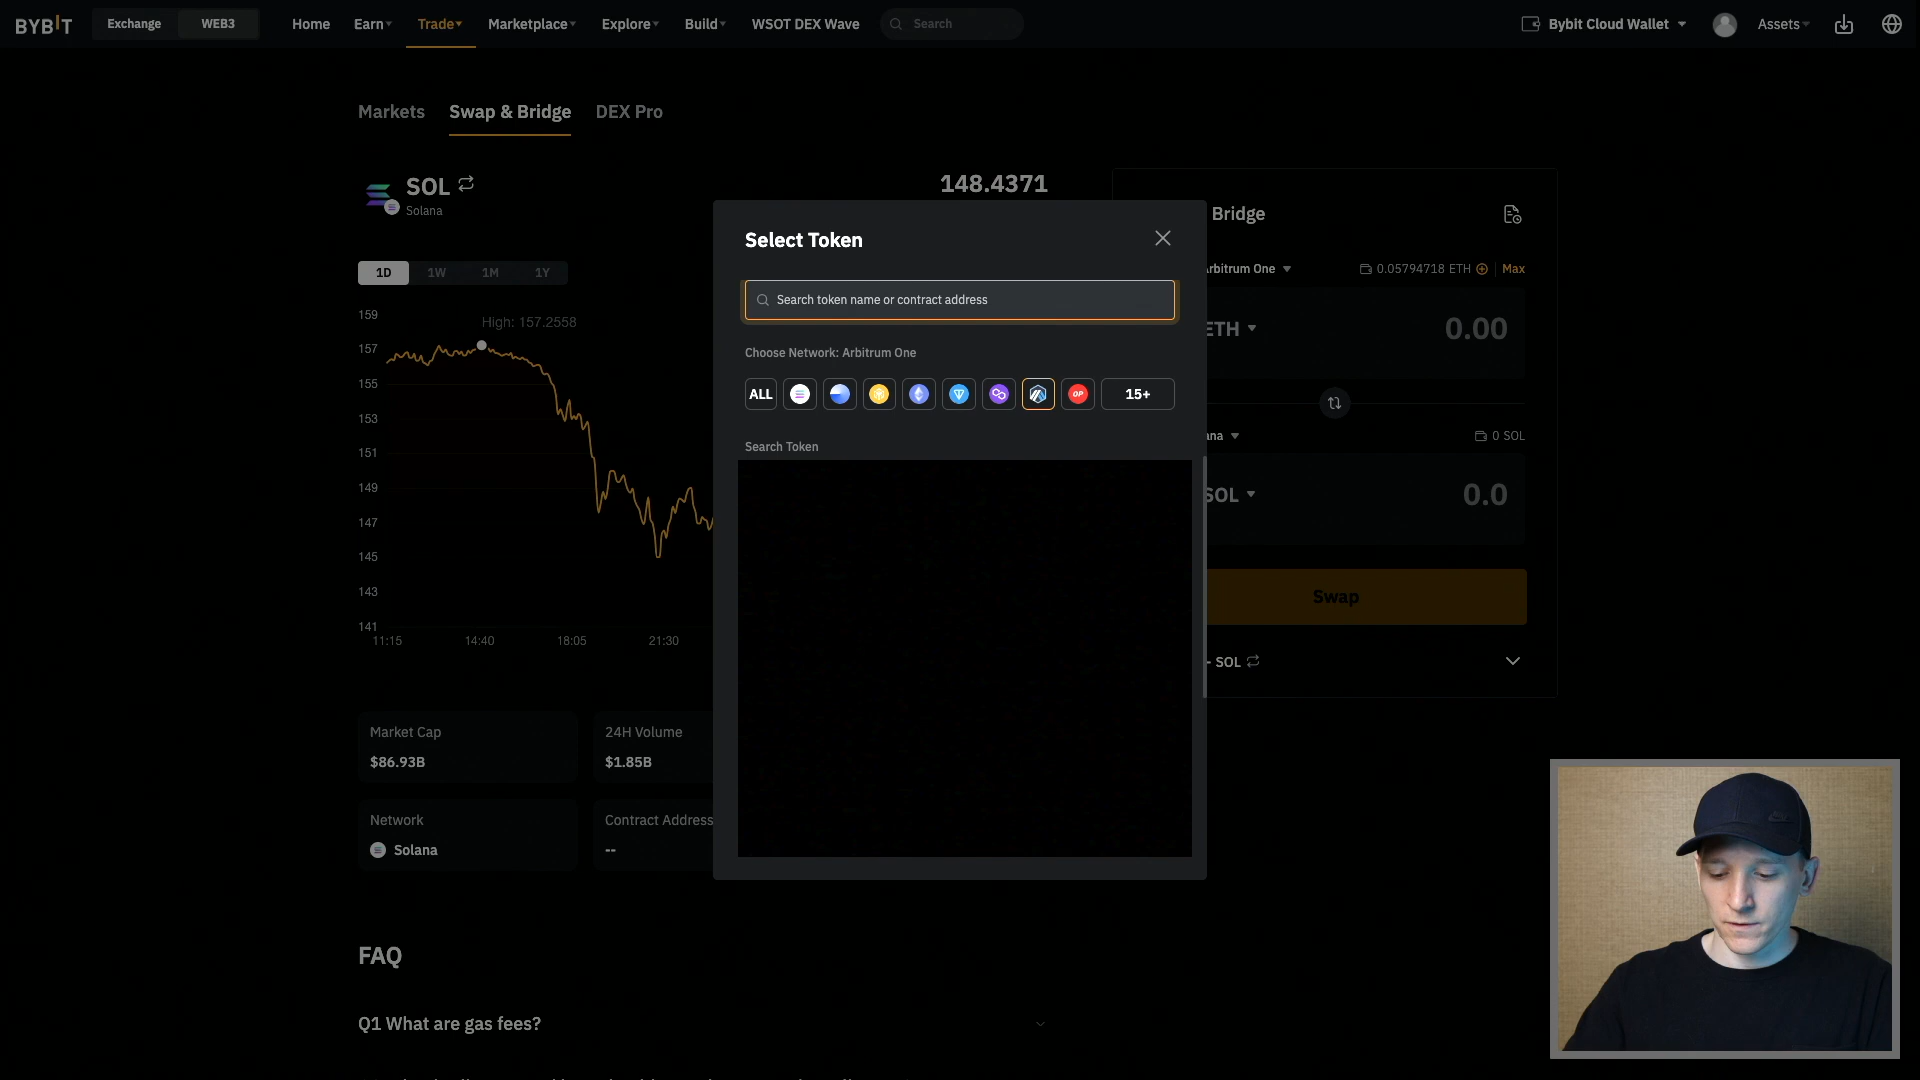 BYBIT Exchange WEB3 Home Earn Trade Marketplace Explore Build WSOT DEX Wave Search Bybit Cloud Wallet Assets
Markets Swap & Bridge DEX Pro
SOL
Solana
148.4371
1D 1W 1M 1Y
High: 157.2558
159
157
155
153
151
149
147
145
143
141
11:15 14:40 18:05 21:30
Select Token
Search token name or contract address
Choose Network: Arbitrum One
ALL OP 15+
Search Token
Bridge
rbitrum One 0.05794718 ETH Max
ETH 0.00
ana 0 SOL
SOL 0.0
Swap
- SOL
Market Cap
$86.93B
24H Volume
$1.85B
Network
Solana
Contract Address
--
FAQ
Q1 What are gas fees?